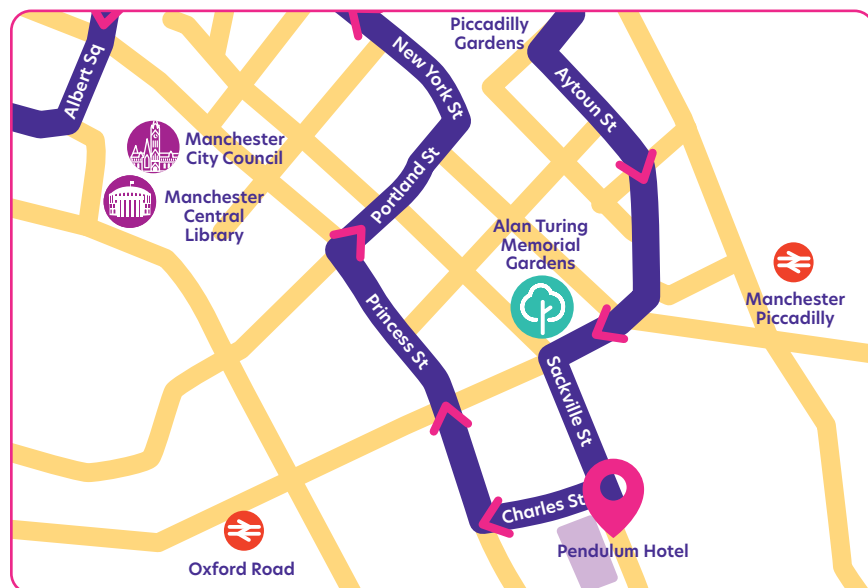 Piccadilly
Gardens
New York St
Aytoun St
Albert Sq
Manchester
City Council
Manchester
Central
Library
Portland St
Alan Turing
Memorial
Gardens
Manchester
Piccadilly
Princess St
Sackville St
Charles St
Pendulum Hotel
Oxford Road